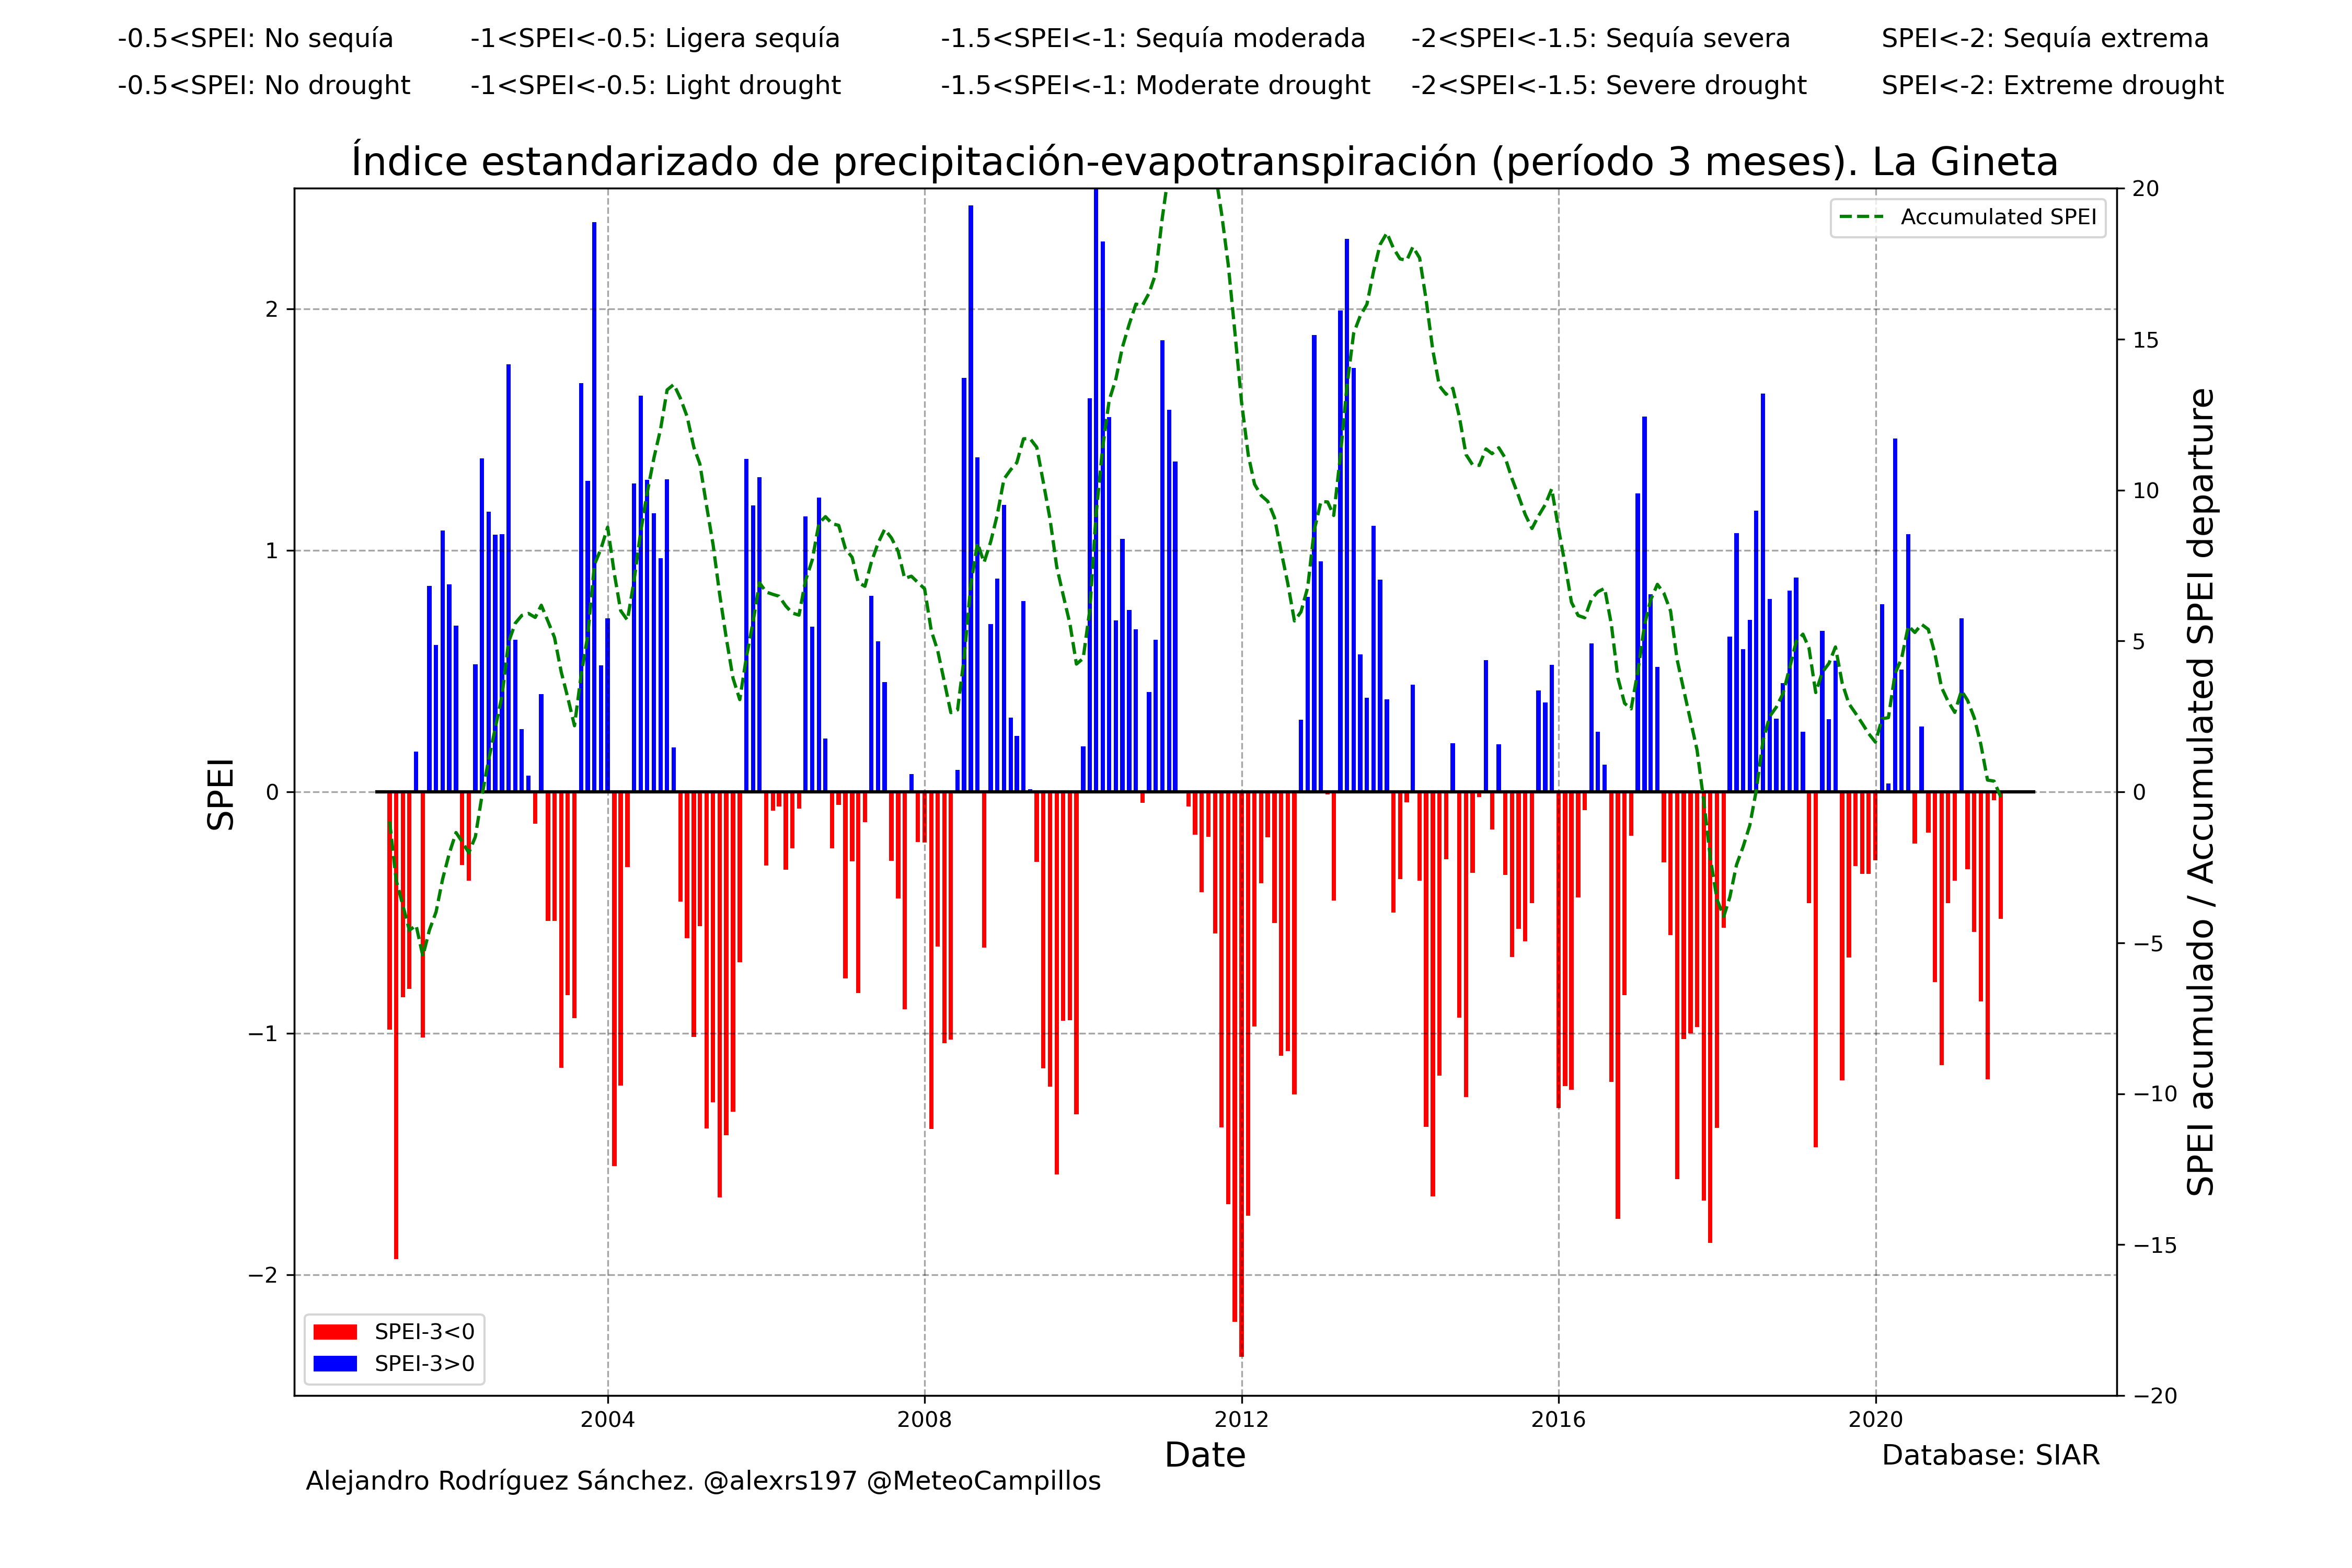 -0.5<SPEI: No sequía -1<SPEI<-0.5: Ligera sequía -1.5<SPEI<-1: Sequía moderada -2<SPEI<-1.5: Sequía severa SPEI<-2: Sequía extrema
-0.5<SPEI: No drought -1<SPEI<-0.5: Light drought -1.5<SPEI<-1: Moderate drought -2<SPEI<-1.5: Severe drought SPEI<-2: Extreme drought
Índice estandarizado de precipitación-evapotranspiración (período 3 meses). La Gineta
Accumulated SPEI
SPEI
2
1
0
−1
−2
20
15
10
5
0
−5
−10
−15
−20
SPEI acumulado / Accumulated SPEI departure
SPEI-3<0
SPEI-3>0
2004 2008 2012 2016 2020
Date
Database: SIAR
Alejandro Rodríguez Sánchez. @alexrs197 @MeteoCampillos